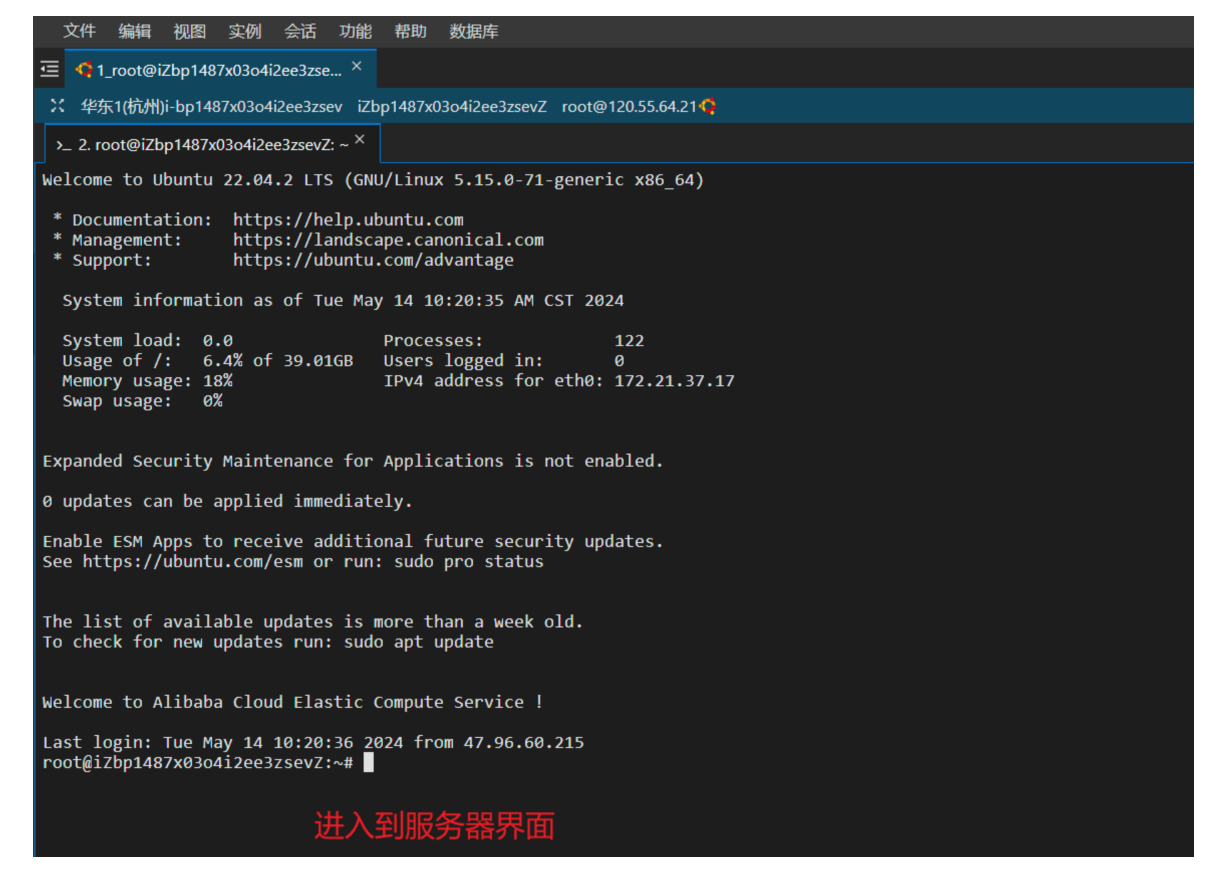 文件 编辑 视图 实例 会话 功能 帮助 数据库
1_root@iZbp1487x03o4i2ee3zse... ×
华东1(杭州)i-bp1487x03o4i2ee3zsev iZbp1487x03o4i2ee3zsevZ root@120.55.64.21
>_ 2. root@iZbp1487x03o4i2ee3zsevZ: ~ ×
Welcome to Ubuntu 22.04.2 LTS (GNU/Linux 5.15.0-71-generic x86_64)
* Documentation: https://help.ubuntu.com
* Management: https://landscape.canonical.com
* Support: https://ubuntu.com/advantage
System information as of Tue May 14 10:20:35 AM CST 2024
System load: 0.0 Processes: 122
Usage of /: 6.4% of 39.01GB Users logged in: 0
Memory usage: 18% IPv4 address for eth0: 172.21.37.17
Swap usage: 0%
Expanded Security Maintenance for Applications is not enabled.
0 updates can be applied immediately.
Enable ESM Apps to receive additional future security updates.
See https://ubuntu.com/esm or run: sudo pro status
The list of available updates is more than a week old.
To check for new updates run: sudo apt update
Welcome to Alibaba Cloud Elastic Compute Service !
Last login: Tue May 14 10:20:36 2024 from 47.96.60.215
root@iZbp1487x03o4i2ee3zsevZ:~#
进入到服务器界面